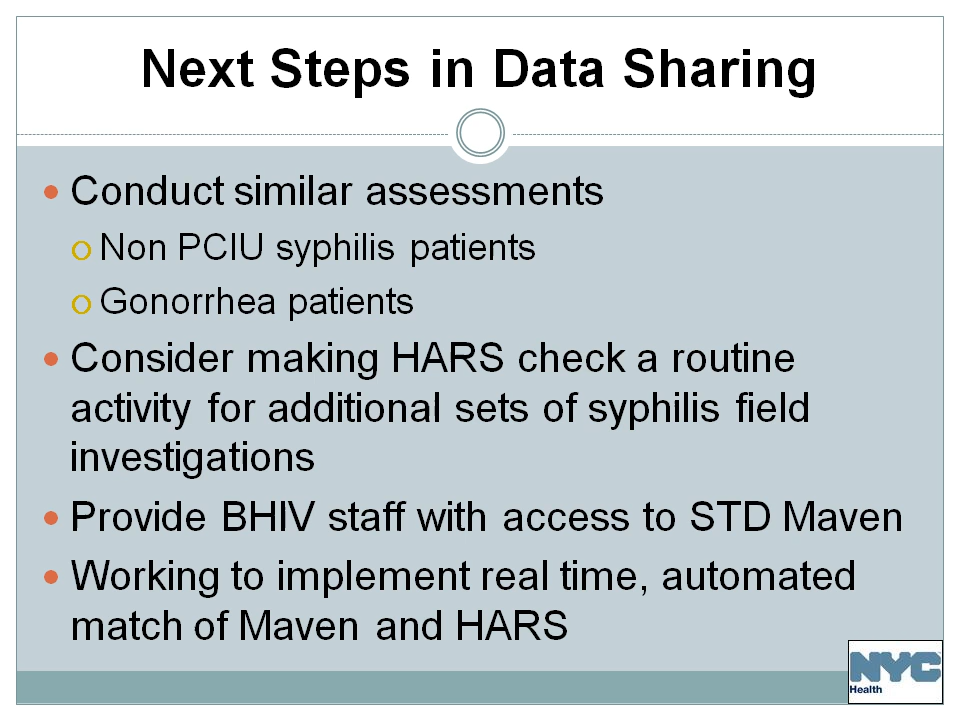 Next Steps in Data Sharing
• Conduct similar assessments
o Non PCIU syphilis patients
o Gonorrhea patients
• Consider making HARS check a routine
activity for additional sets of syphilis field
investigations
• Provide BHIV staff with access to STD Maven
• Working to implement real time, automated
match of Maven and HARS
NYC
Health